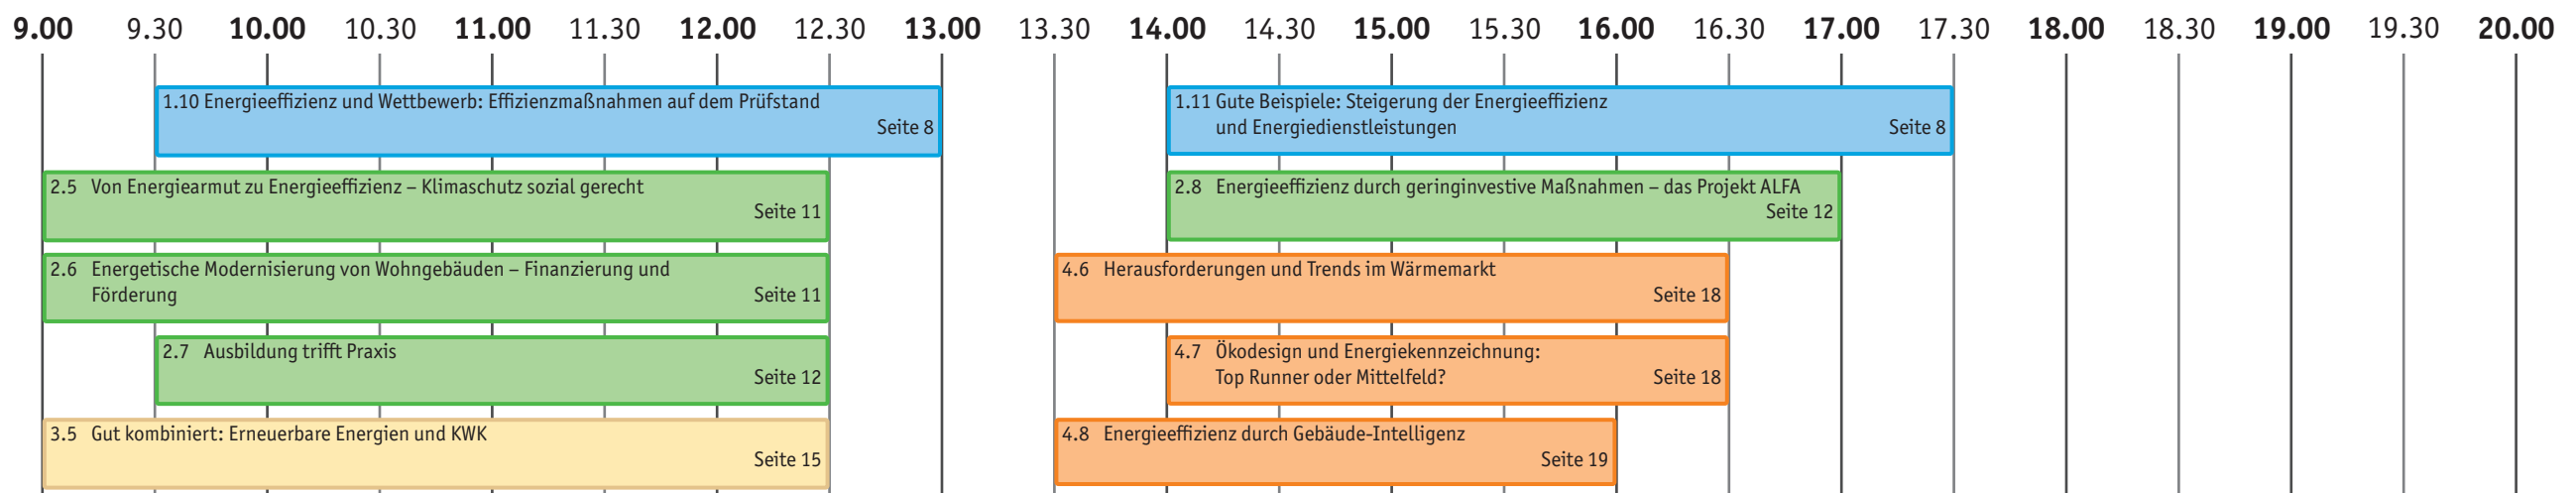 9.00 9.30 10.00 10.30 11.00 11.30 12.00 12.30 13.00 13.30 14.00 14.30 15.00 15.30 16.00 16.30 17.00 17.30 18.00 18.30 19.00 19.30 20.00
1.10 Energieeffizienz und Wettbewerb: Effizienzmaßnahmen auf dem Prüfstand
Seite 8
1.11 Gute Beispiele: Steigerung der Energieeffizienz
und Energiedienstleistungen Seite 8
2.5 Von Energiearmut zu Energieeffizienz – Klimaschutz sozial gerecht
Seite 11
2.8 Energieeffizienz durch geringinvestive Maßnahmen – das Projekt ALFA
Seite 12
2.6 Energetische Modernisierung von Wohngebäuden – Finanzierung und
Förderung Seite 11
4.6 Herausforderungen und Trends im Wärmemarkt
Seite 18
2.7 Ausbildung trifft Praxis
Seite 12
4.7 Ökodesign und Energiekennzeichnung:
Top Runner oder Mittelfeld? Seite 18
3.5 Gut kombiniert: Erneuerbare Energien und KWK
Seite 15
4.8 Energieeffizienz durch Gebäude-Intelligenz
Seite 19